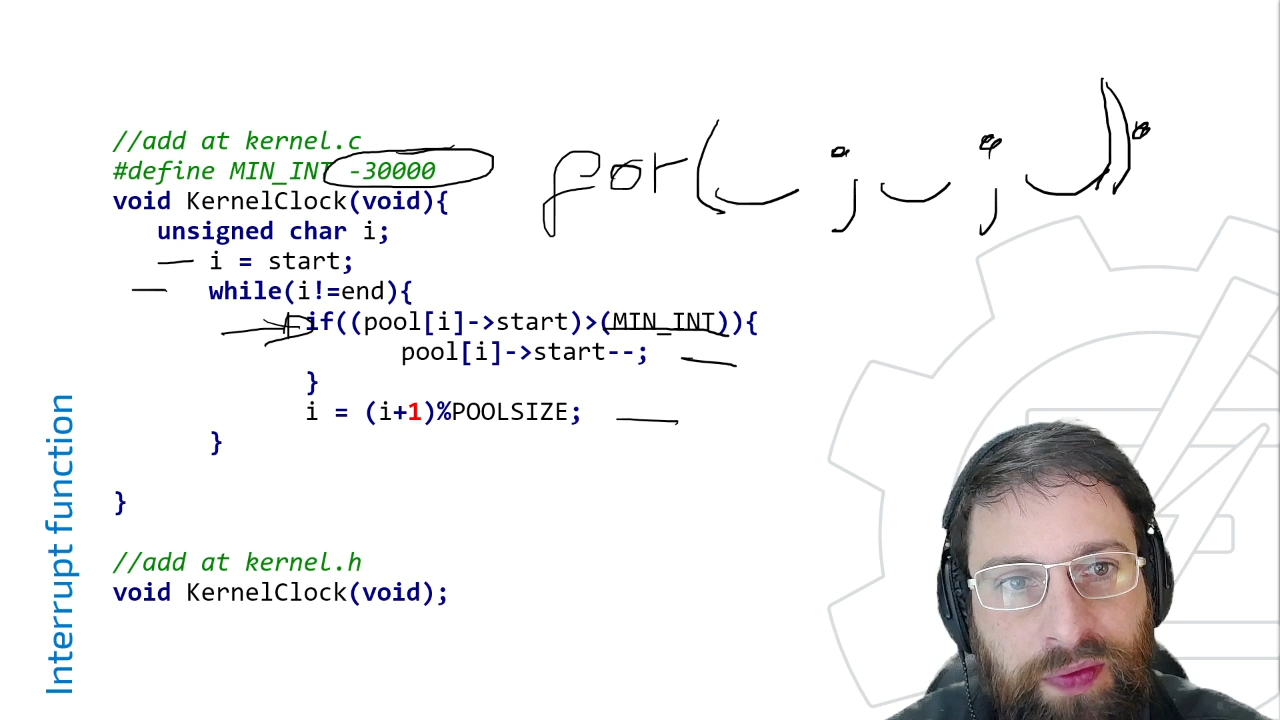 //add at kernel.c
#define MIN_INT -30000
for( ; ; )
void KernelClock(void){
unsigned char i;
i = start;
while(i!=end){
if((pool[i]->start)>(MIN_INT)){
pool[i]->start--;
}
i = (i+1)%POOLSIZE;
}
}
//add at kernel.h
void KernelClock(void);
Interrupt function